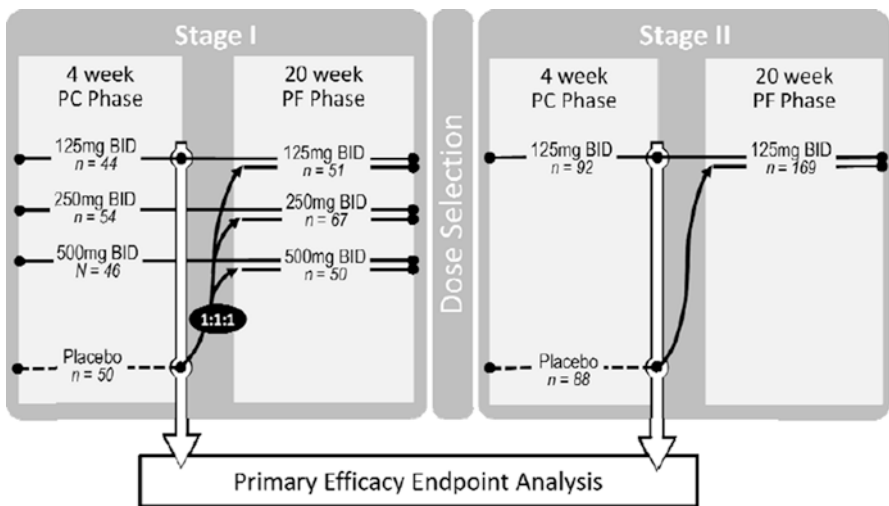 Stage I
4 week
PC Phase
20 week
PF Phase
125mg BID
n = 44
125mg BID
n = 51
250mg BID
n = 54
250mg BID
n = 67
500mg BID
N = 46
500mg BID
n = 50
1:1:1
Placebo
n = 50
Dose Selection
Stage II
4 week
PC Phase
20 week
PF Phase
125mg BID
n = 92
125mg BID
n = 169
Placebo
n = 88
Primary Efficacy Endpoint Analysis